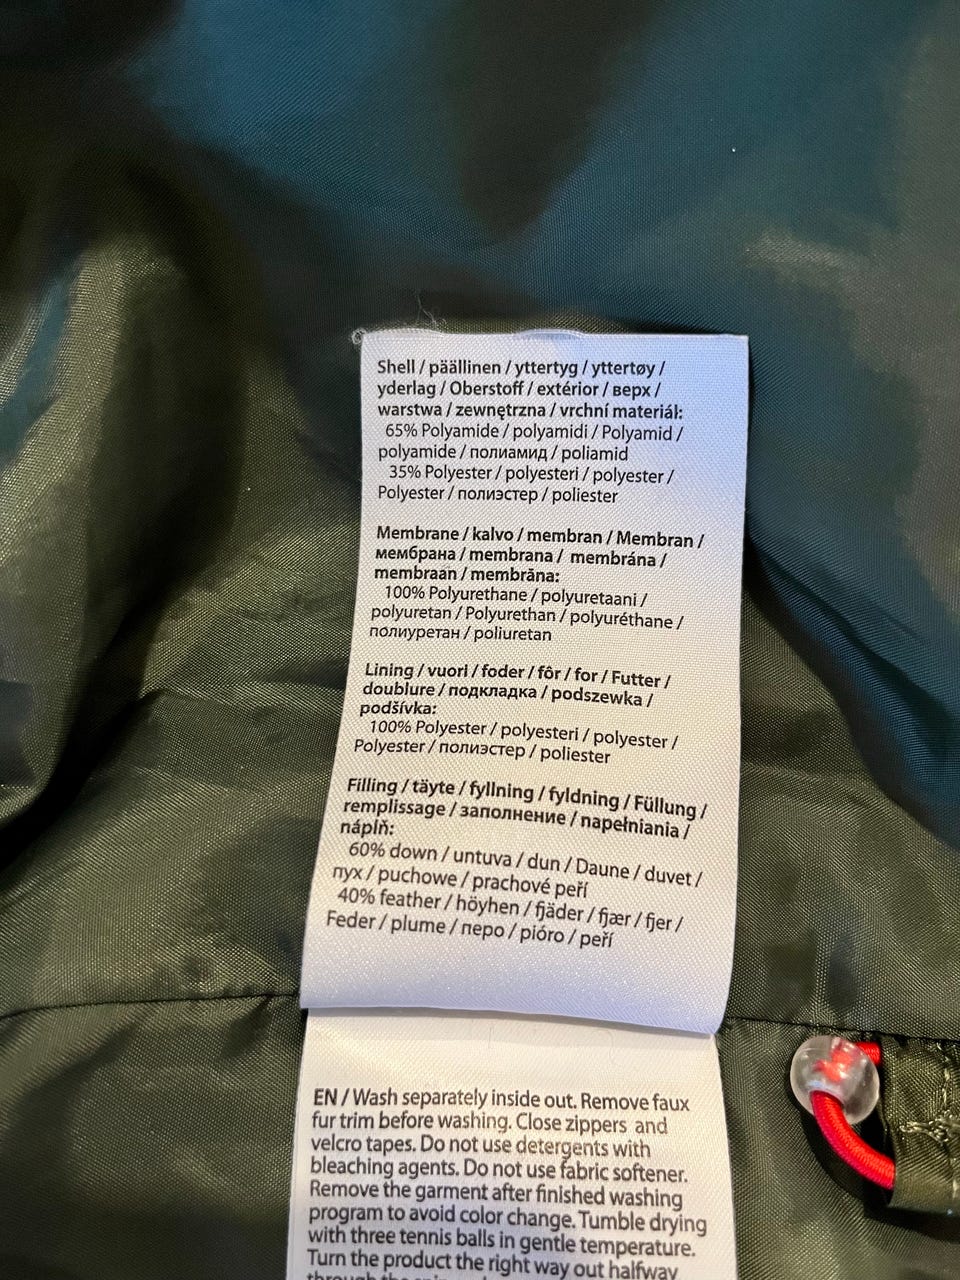 Shell / päällinen / yttertyg / yttertøy /
yderlag / Oberstoff / extérior / верх /
warstwa / zewnętrzna / vrchní materiál:
65% Polyamide / polyamidi / Polyamid /
polyamide / полиамид / poliamid
35% Polyester / polyesteri / polyester /
Polyester / полиэстер / poliester
Membrane / kalvo / membran / Membran /
мембрана / membrana / membrána /
membraan / membrāna:
100% Polyurethane / polyuretaani /
polyuretan / Polyurethan / polyuréthane /
полиуретан / poliuretan
Lining / vuori / foder / fôr / for / Futter /
doublure / подкладка / podszewka /
podšívka:
100% Polyester / polyesteri / polyester /
Polyester / полиэстер / poliester
Filling / täyte / fyllning / fyldning / Füllung /
remplissage / заполнение / napełniania /
náplň:
60% down / untuva / dun / Daune / duvet /
пух / puchowe / prachové peří
40% feather / höyhen / fjäder / fjær / fjer /
Feder / plume / перо / pióro / peří
EN / Wash separately inside out. Remove faux
fur trim before washing. Close zippers and
velcro tapes. Do not use detergents with
bleaching agents. Do not use fabric softener.
Remove the garment after finished washing
program to avoid color change. Tumble drying
with three tennis balls in gentle temperature.
Turn the product the right way out halfway
through the